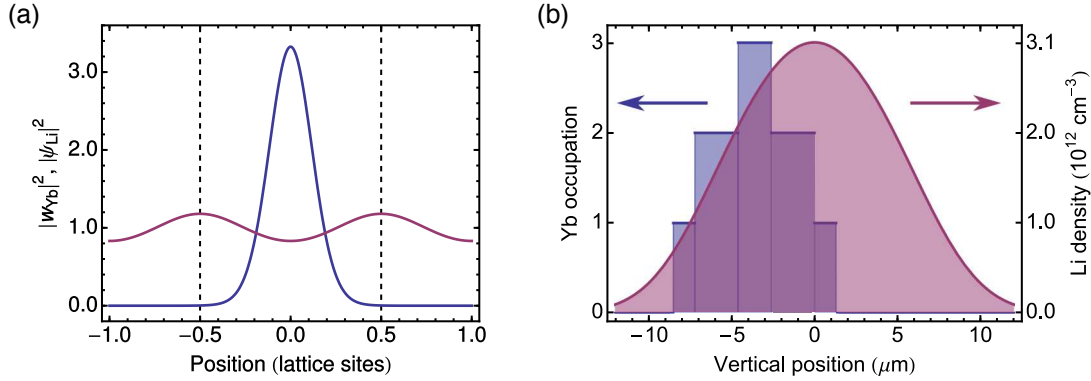 (a)
|wYb|², |ψLi|²
3.0
2.0
1.0
0.0
−1.0 −0.5 0.0 0.5 1.0
Position (lattice sites)
(b)
Yb occupation
3
2
1
0
3.1
2.0
1.0
0.0
Li density (10¹² cm⁻³)
−10 −5 0 5 10
Vertical position (μm)